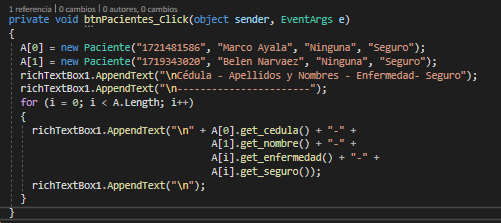 1 referencia | 0 cambios | 0 autores, 0 cambios
private void btnPacientes_Click(object sender, EventArgs e)
{
A[0] = new Paciente("1721481586", "Marco Ayala", "Ninguna", "Seguro");
A[1] = new Paciente("1719343020", "Belen Narvaez", "Ninguna", "Seguro");
richTextBox1.AppendText("\nCédula - Apellidos y Nombres - Enfermedad- Seguro");
richTextBox1.AppendText("\n-----------------------");
for (i = 0; i < A.Length; i++)
{
richTextBox1.AppendText("\n" + A[0].get_cedula() + "-" +
A[1].get_nombre() + "-" +
A[i].get_enfermedad() + "-" +
A[i].get_seguro());
richTextBox1.AppendText("\n");
}
}